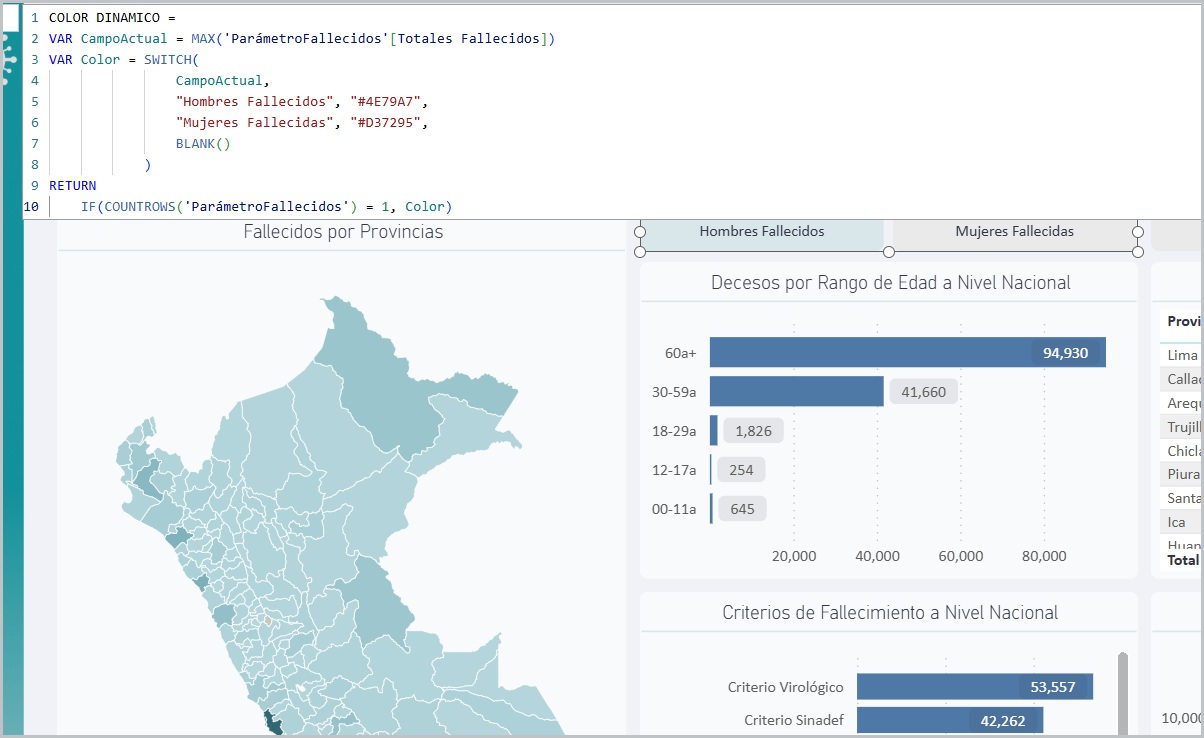 1 COLOR DINAMICO =
2 VAR CampoActual = MAX('ParámetroFallecidos'[Totales Fallecidos])
3 VAR Color = SWITCH(
4 CampoActual,
5 "Hombres Fallecidos", "#4E79A7",
6 "Mujeres Fallecidas", "#D37295",
7 BLANK()
8 )
9 RETURN
10 IF(COUNTROWS('ParámetroFallecidos') = 1, Color)
Fallecidos por Provincias
Hombres Fallecidos
Mujeres Fallecidas
Decesos por Rango de Edad a Nivel Nacional
60a+ 94,930
30-59a 41,660
18-29a 1,826
12-17a 254
00-11a 645
20,000 40,000 60,000 80,000
Provi
Lima
Callac
Arequ
Trujill
Chicla
Piura
Santa
Ica
Huan
Total
Criterios de Fallecimiento a Nivel Nacional
Criterio Virológico 53,557
Criterio Sinadef 42,262
10,000